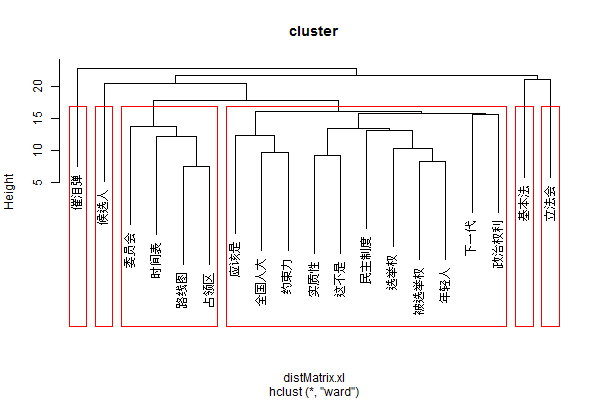 cluster
Height
5
10
15
20
催泪弹
候选人
委员会
时间表
路线图
占领区
应该是
全国人大
约束力
实质性
这不是
民主制度
选举权
被选举权
年轻人
下一代
政治权利
基本法
立法会
distMatrix.xl
hclust (*, "ward")